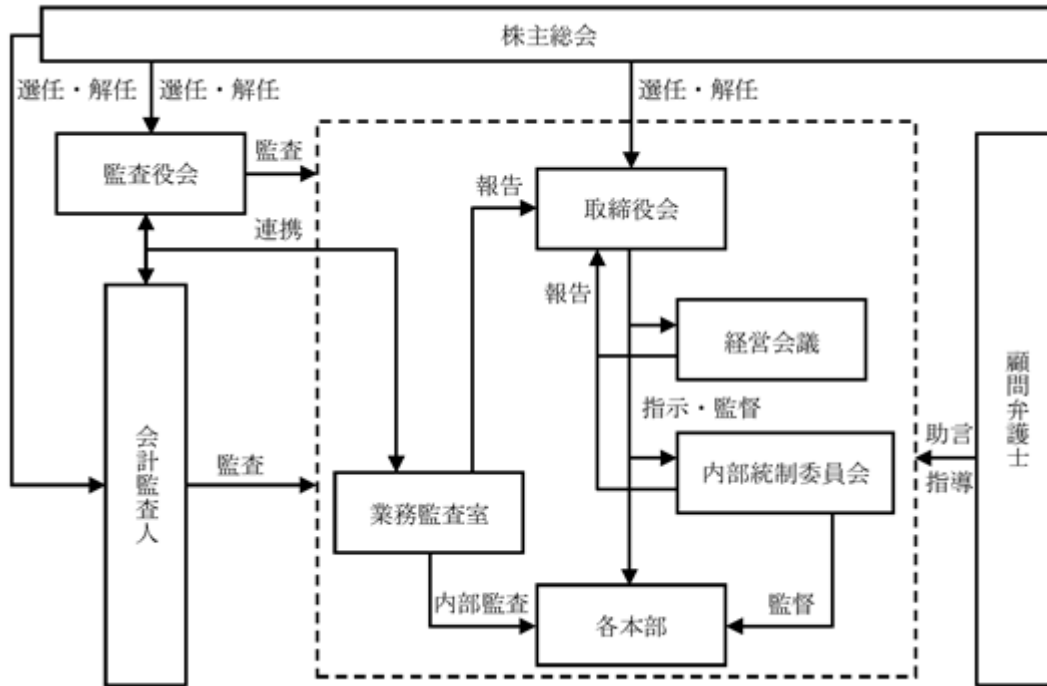 株主総会
選任・解任
選任・解任
選任・解任
監査役会
監査
報告
取締役会
連携
報告
経営会議
顧問弁護士
指示・監督
助言
指導
会計監査人
監査
内部統制委員会
業務監査室
内部監査
各本部
監督